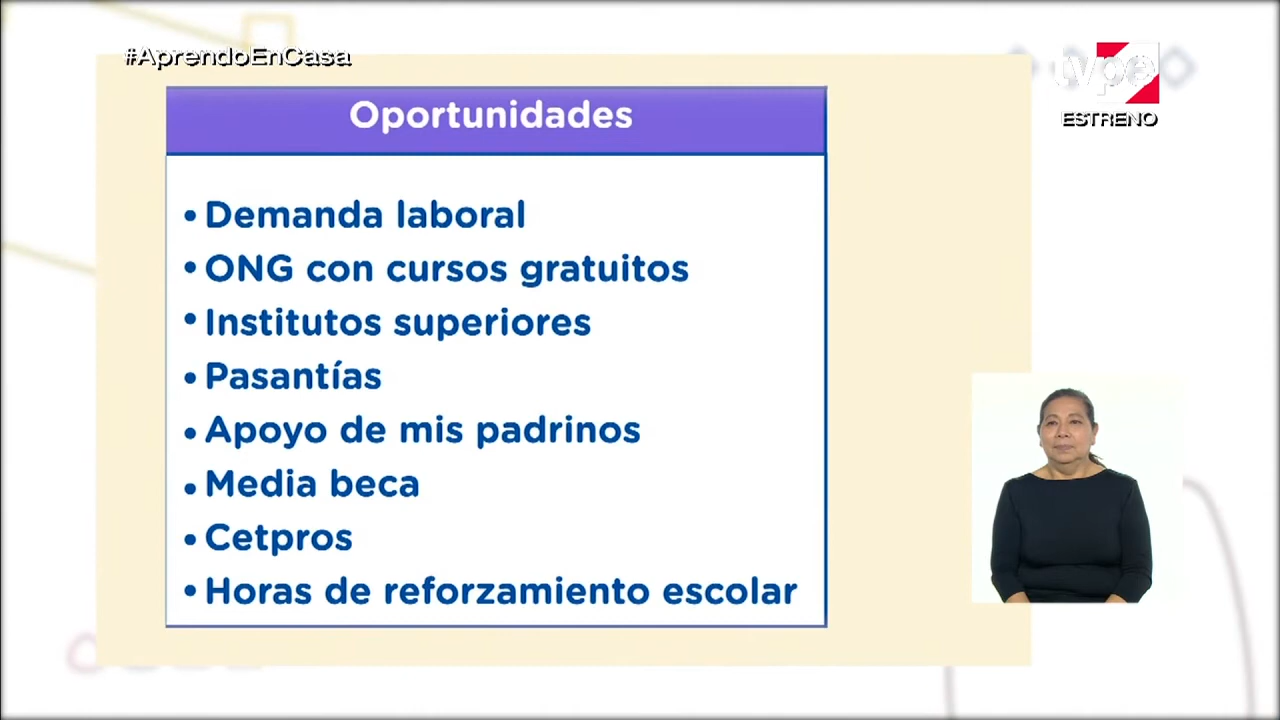 #AprendoEnCasa
tvpe
ESTRENO
Oportunidades
• Demanda laboral
• ONG con cursos gratuitos
• Institutos superiores
• Pasantías
• Apoyo de mis padrinos
• Media beca
• Cetpros
• Horas de reforzamiento escolar